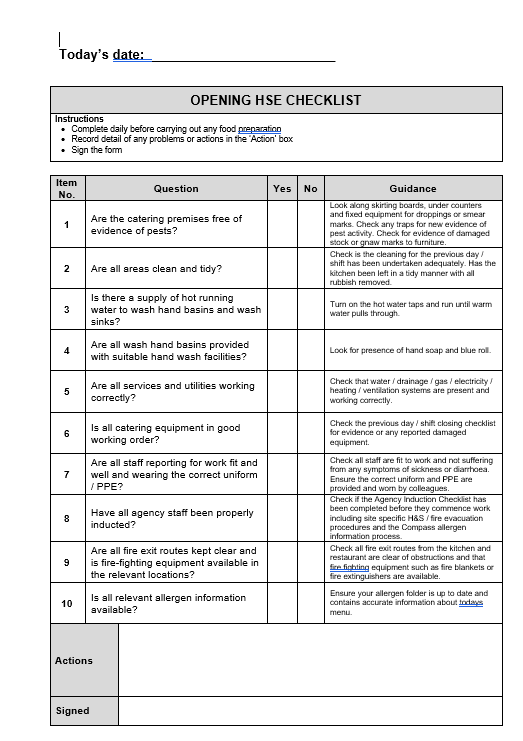 Today's date:
OPENING HSE CHECKLIST
Instructions
• Complete daily before carrying out any food preparation
• Record detail of any problems or actions in the 'Action' box
• Sign the form
Item
No.
Question
Yes
No
Guidance
1
Are the catering premises free of
evidence of pests?
Look along skirting boards, under counters
and fixed equipment for droppings or smear
marks. Check any traps for new evidence of
pest activity. Check for evidence of damaged
stock or gnaw marks to furniture.
2
Are all areas clean and tidy?
Check is the cleaning for the previous day /
shift has been undertaken adequately. Has the
kitchen been left in a tidy manner with all
rubbish removed.
3
Is there a supply of hot running
water to wash hand basins and wash
sinks?
Turn on the hot water taps and run until warm
water pulls through.
4
Are all wash hand basins provided
with suitable hand wash facilities?
Look for presence of hand soap and blue roll.
5
Are all services and utilities working
correctly?
Check that water / drainage / gas / electricity /
heating / ventilation systems are present and
working correctly.
6
Is all catering equipment in good
working order?
Check the previous day / shift closing checklist
for evidence or any reported damaged
equipment.
7
Are all staff reporting for work fit and
well and wearing the correct uniform
/ PPE?
Check all staff are fit to work and not suffering
from any symptoms of sickness or diarrhoea.
Ensure the correct uniform and PPE are
provided and worn by colleagues.
8
Have all agency staff been properly
inducted?
Check if the Agency Induction Checklist has
been completed before they commence work
including site specific H&S / fire evacuation
procedures and the Compass allergen
information process.
9
Are all fire exit routes kept clear and
is fire-fighting equipment available in
the relevant locations?
Check all fire exit routes from the kitchen and
restaurant are clear of obstructions and that
fire fighting equipment such as fire blankets or
fire extinguishers are available.
10
Is all relevant allergen information
available?
Ensure your allergen folder is up to date and
contains accurate information about todays
menu.
Actions
Signed